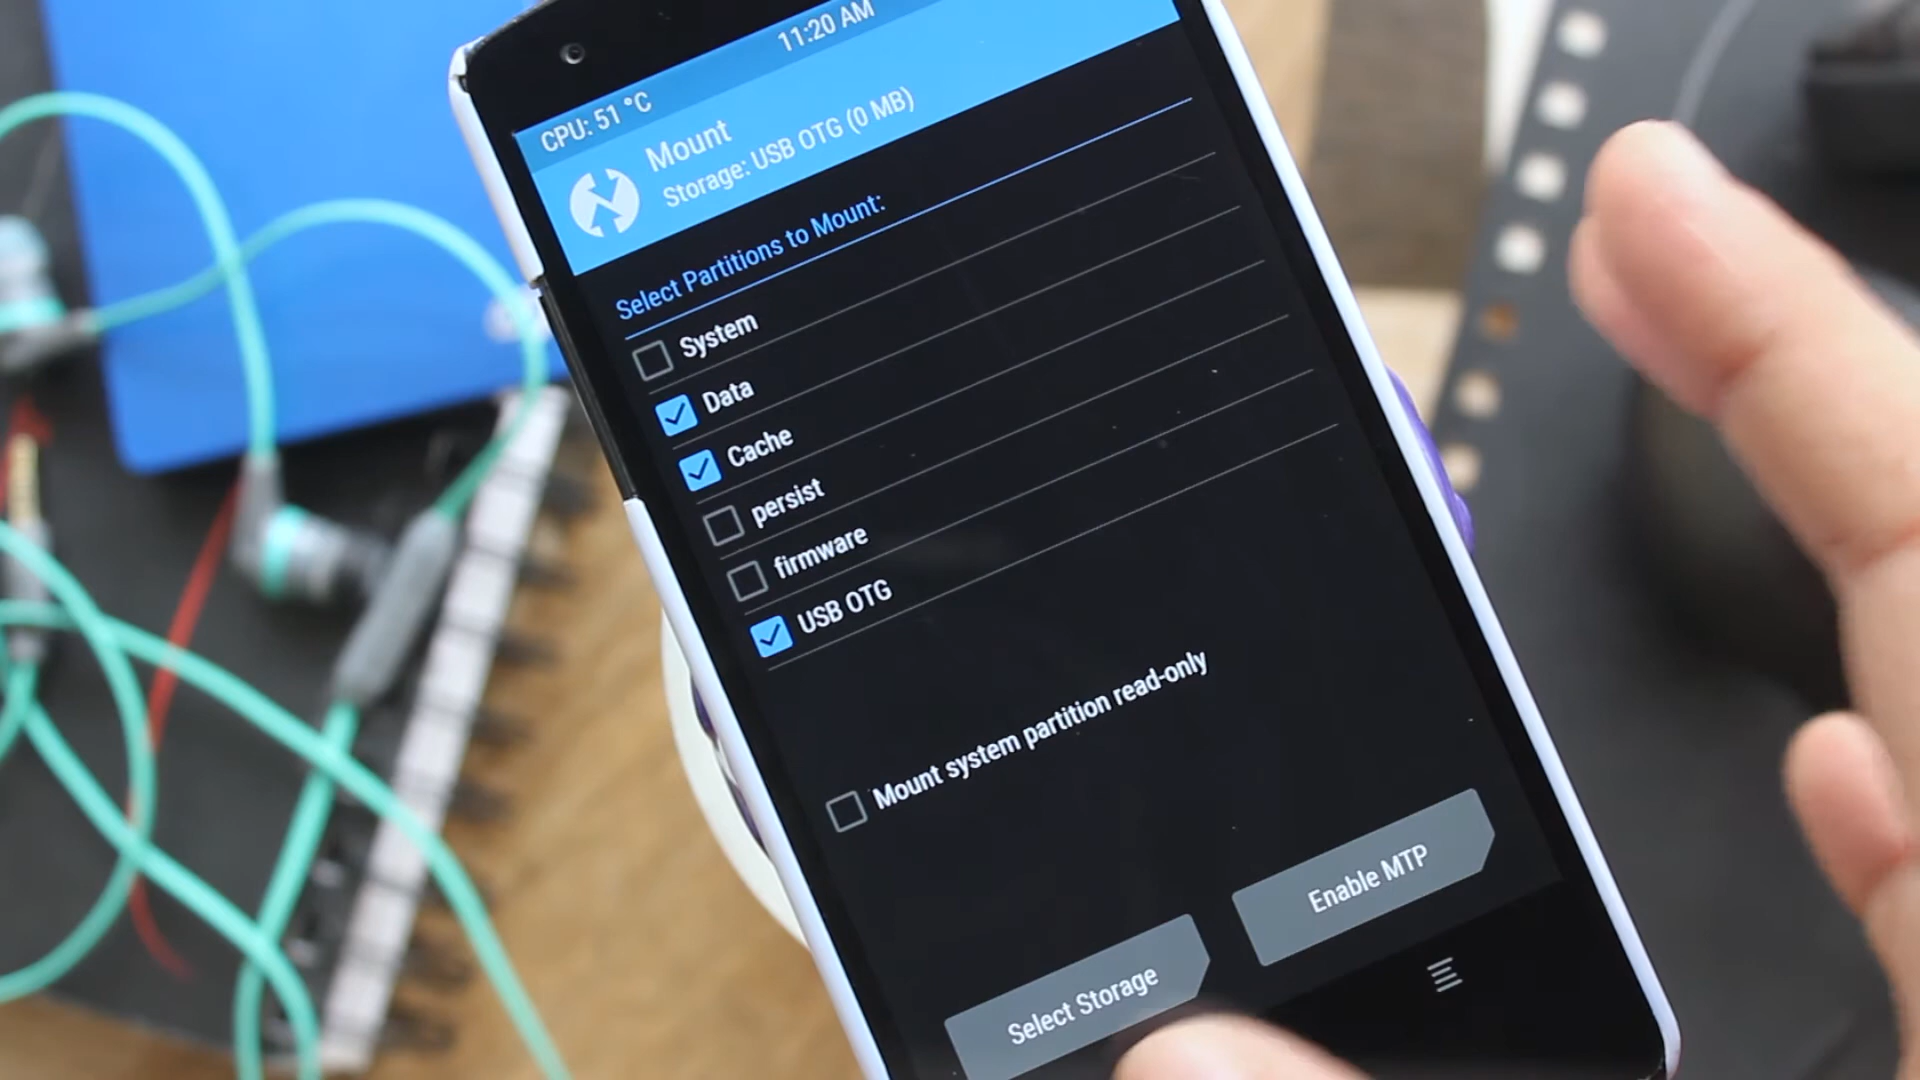 11:20 AM
CPU: 51 °C
Mount
Storage: USB OTG (0 MB)
Select Partitions to Mount:
System
Data
Cache
persist
firmware
USB OTG
Mount system partition read-only
Select Storage
Enable MTP